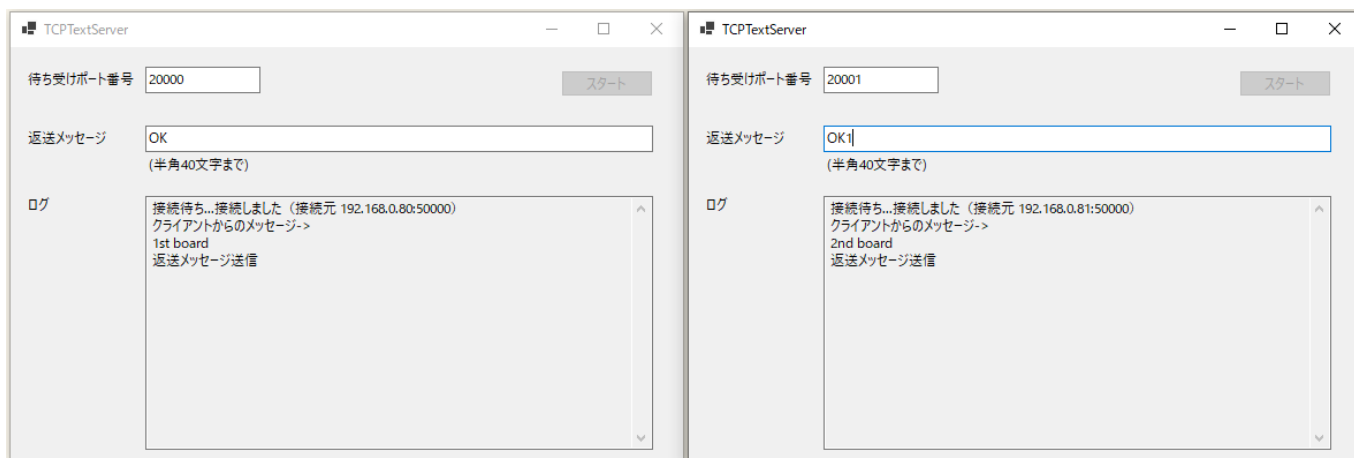 TCPTextServer
待ち受けポート番号 20000 スタート
返送メッセージ OK
(半角40文字まで)
ログ
接続待ち...接続しました（接続元 192.168.0.80:50000）
クライアントからのメッセージ->
1st board
返送メッセージ送信
TCPTextServer
待ち受けポート番号 20001 スタート
返送メッセージ OK1
(半角40文字まで)
ログ
接続待ち...接続しました（接続元 192.168.0.81:50000）
クライアントからのメッセージ->
2nd board
返送メッセージ送信